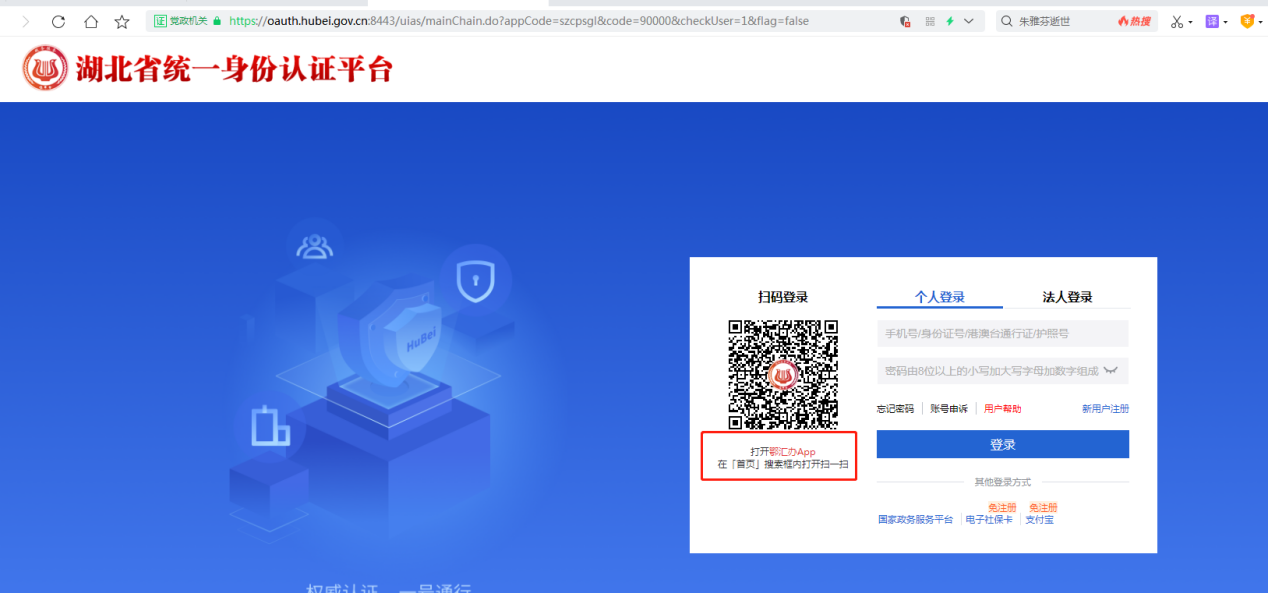 证 党政机关 https://oauth.hubei.gov.cn:8443/uias/mainChain.do?appCode=szcpsgl&code=90000&checkUser=1&flag=false 朱雅芬逝世 热搜 译
湖北省统一身份认证平台
HuBei
扫码登录
打开鄂汇办App
在「首页」搜索框内打开扫一扫
个人登录 法人登录
手机号/身份证号/港澳台通行证/护照号
密码由8位以上的小写加大写字母加数字组成
忘记密码 账号申诉 用户帮助 新用户注册
登录
其他登录方式
免注册 免注册
国家政务服务平台 电子社保卡 支付宝
权威认证 一号通行